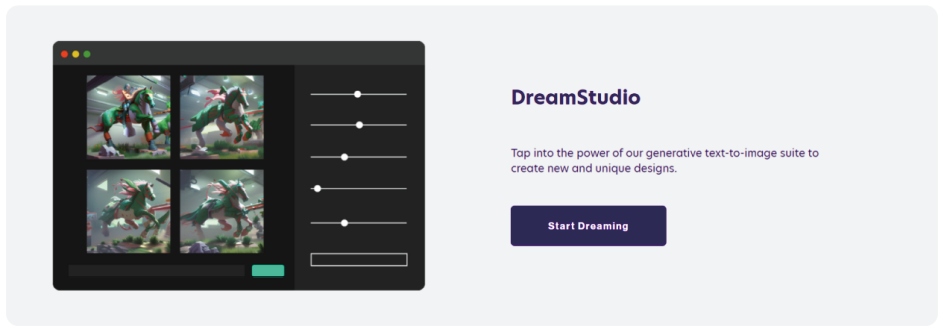 DreamStudio
Tap into the power of our generative text-to-image suite to
create new and unique designs.
Start Dreaming